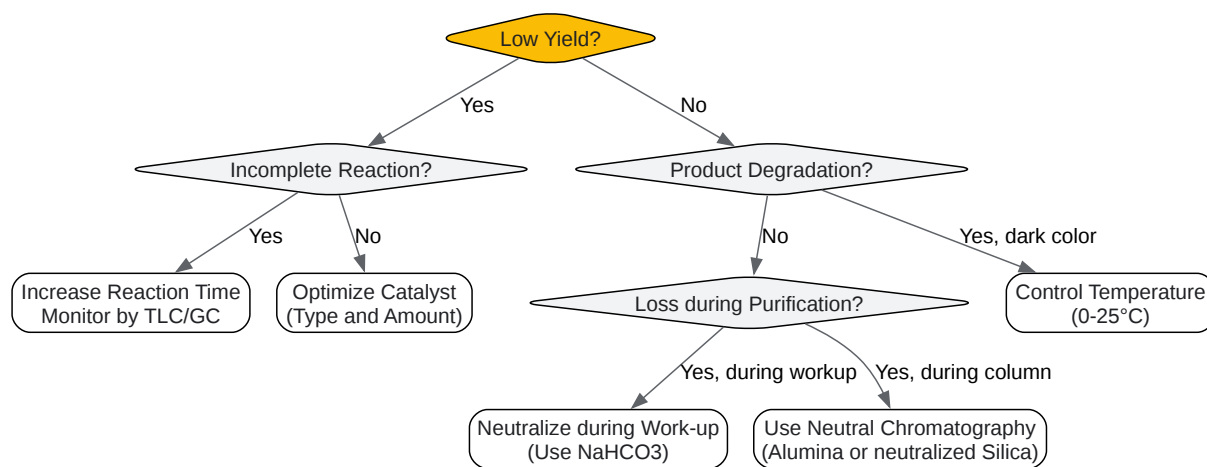 Low Yield?
Yes
No
Incomplete Reaction?
Product Degradation?
Yes
No
No
Yes, dark color
Increase Reaction Time
Monitor by TLC/GC
Optimize Catalyst
(Type and Amount)
Loss during Purification?
Control Temperature
(0-25°C)
Yes, during workup
Yes, during column
Neutralize during Work-up
(Use NaHCO3)
Use Neutral Chromatography
(Alumina or neutralized Silica)